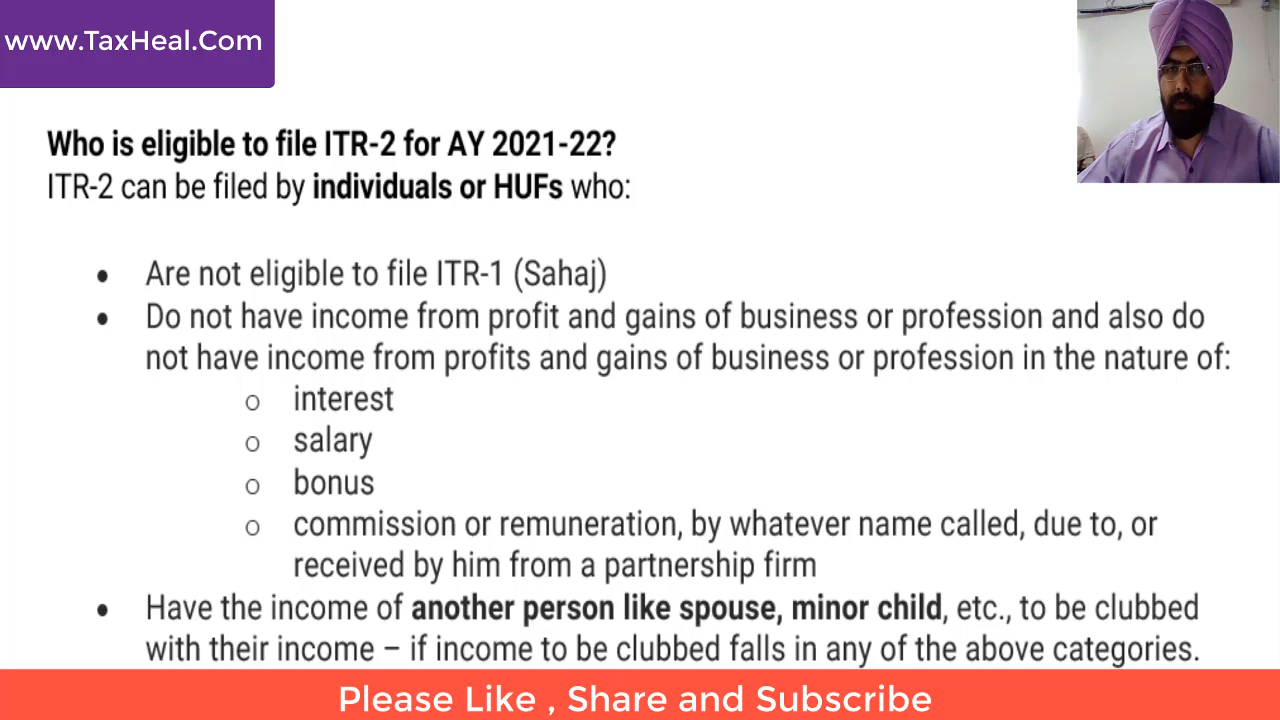 www.TaxHeal.Com
Who is eligible to file ITR-2 for AY 2021-22?
ITR-2 can be filed by individuals or HUFs who:
• Are not eligible to file ITR-1 (Sahaj)
• Do not have income from profit and gains of business or profession and also do
not have income from profits and gains of business or profession in the nature of:
o interest
o salary
o bonus
o commission or remuneration, by whatever name called, due to, or
received by him from a partnership firm
• Have the income of another person like spouse, minor child, etc., to be clubbed
with their income – if income to be clubbed falls in any of the above categories.
Please Like , Share and Subscribe